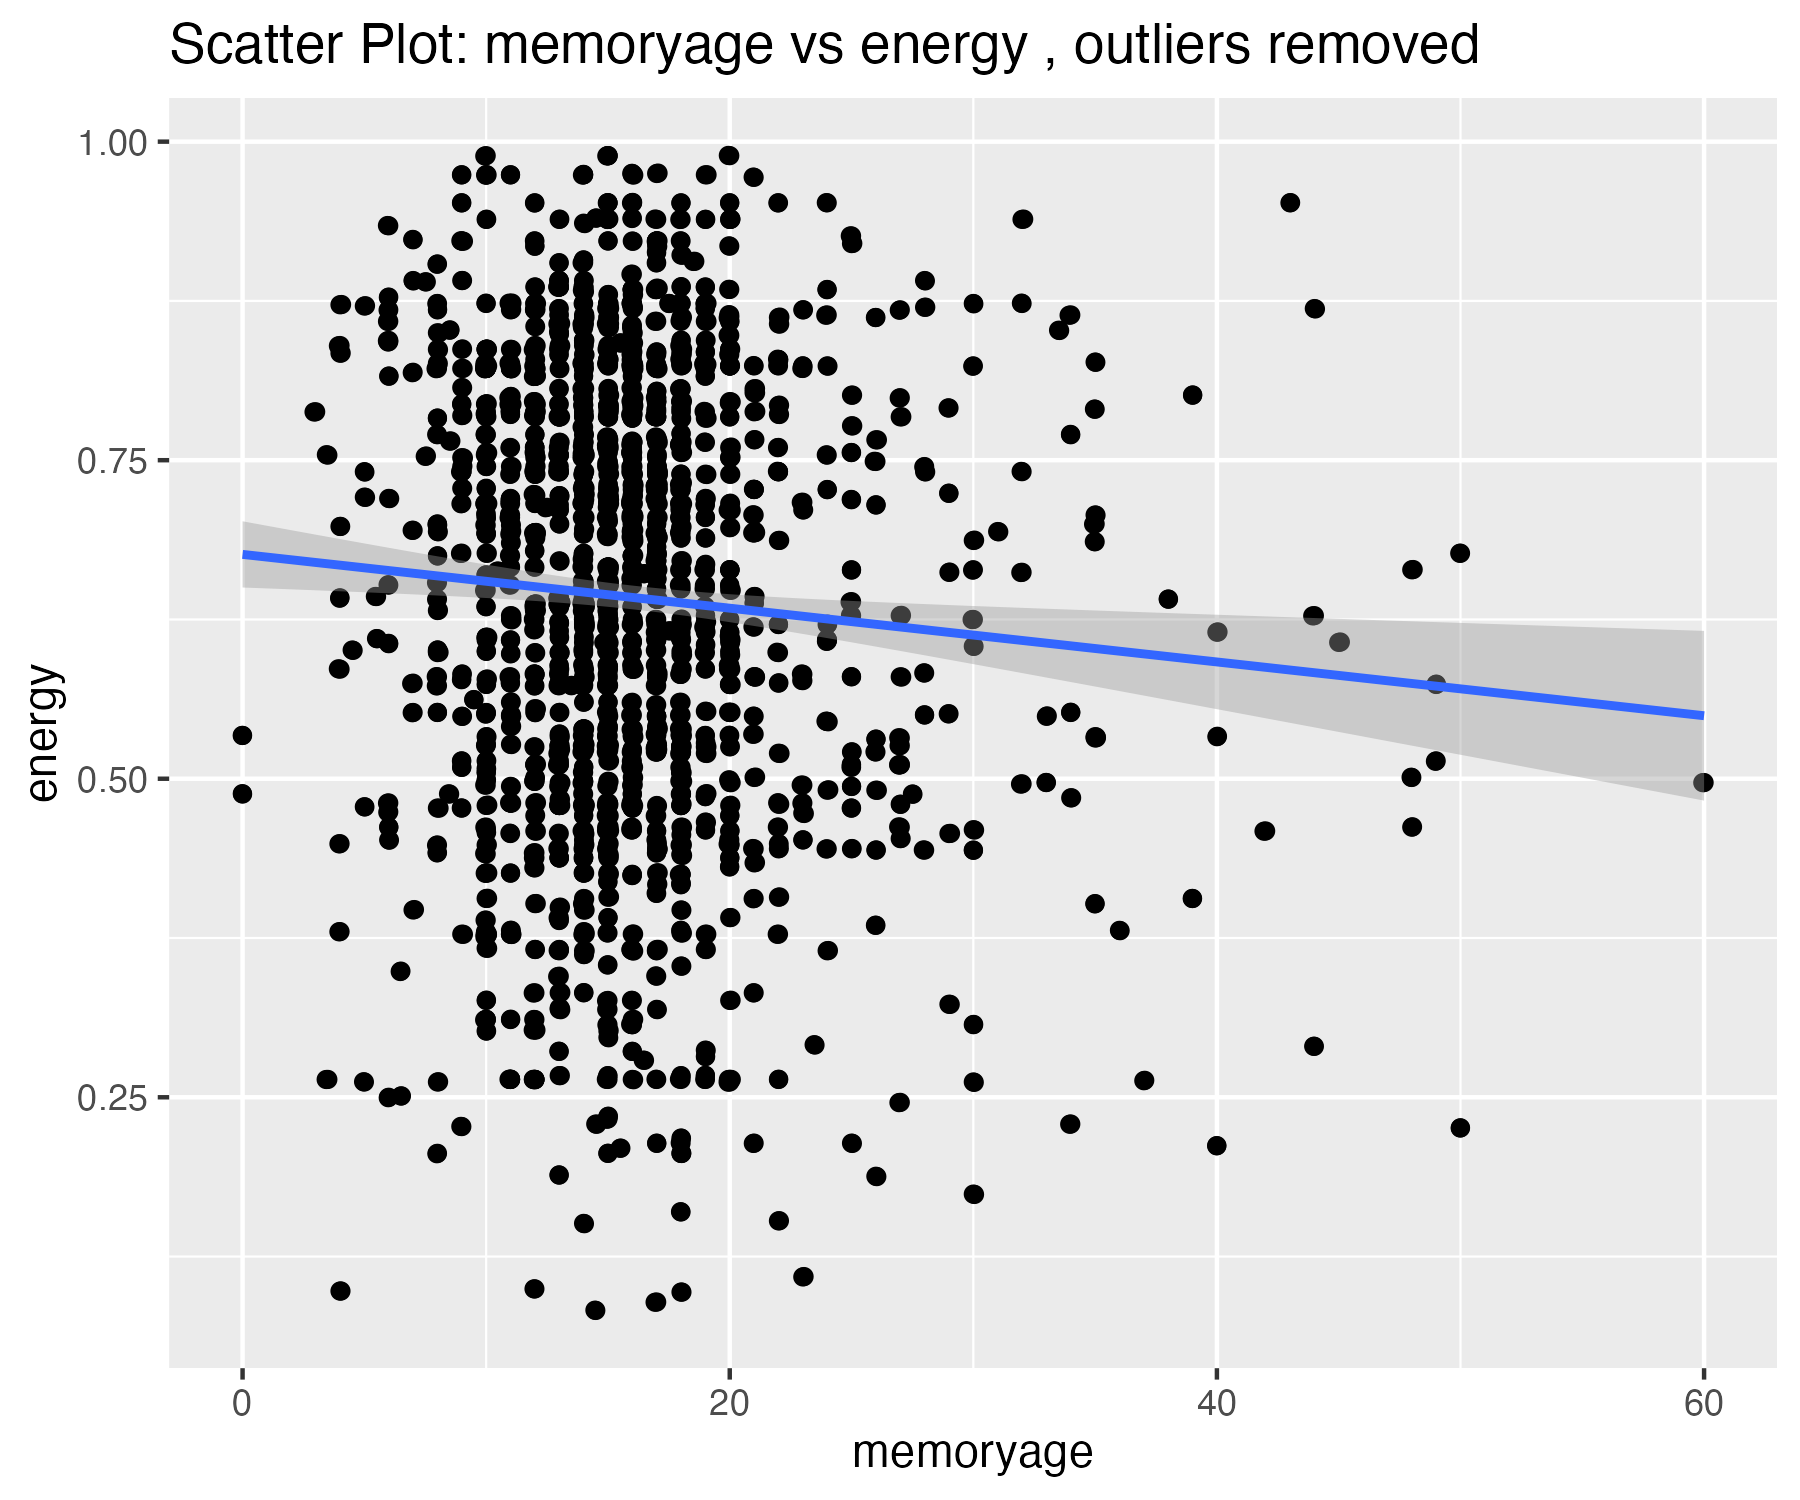 Scatter Plot: memoryage vs energy , outliers removed
1.00
0.75
0.50
0.25
energy
0 20 40 60
memoryage